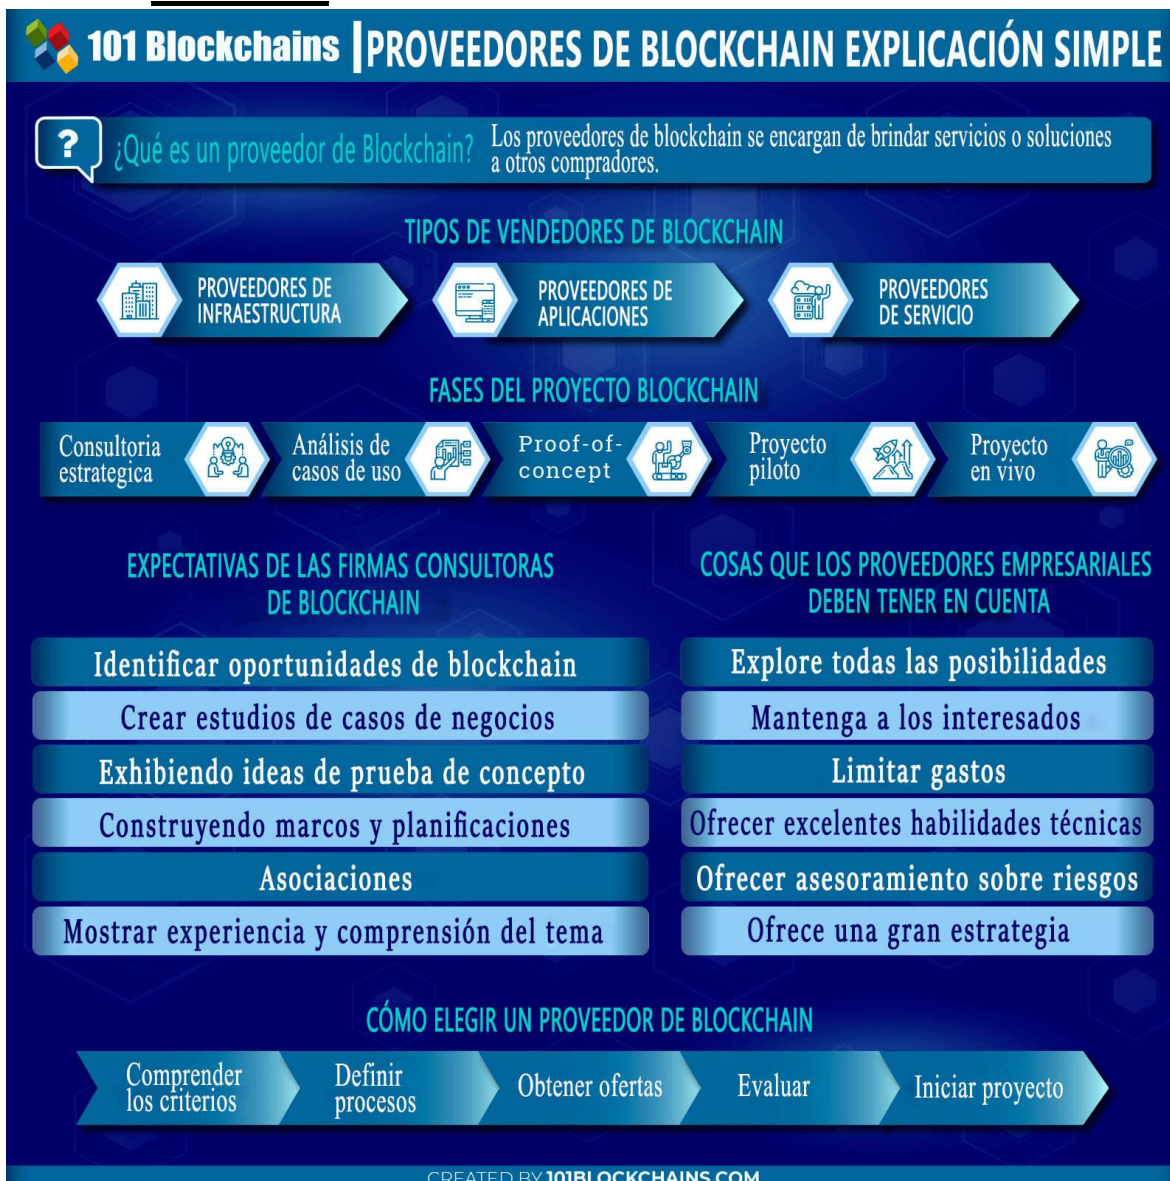 101 Blockchains | PROVEEDORES DE BLOCKCHAIN EXPLICACIÓN SIMPLE
?
¿Qué es un proveedor de Blockchain?
Los proveedores de blockchain se encargan de brindar servicios o soluciones
a otros compradores.
TIPOS DE VENDEDORES DE BLOCKCHAIN
PROVEEDORES DE
INFRAESTRUCTURA
PROVEEDORES DE
APLICACIONES
PROVEEDORES
DE SERVICIO
FASES DEL PROYECTO BLOCKCHAIN
Consultoria
estrategica
Análisis de
casos de uso
Proof-of-
concept
Proyecto
piloto
Proyecto
en vivo
EXPECTATIVAS DE LAS FIRMAS CONSULTORAS
DE BLOCKCHAIN
Identificar oportunidades de blockchain
Crear estudios de casos de negocios
Exhibiendo ideas de prueba de concepto
Construyendo marcos y planificaciones
Asociaciones
Mostrar experiencia y comprensión del tema
COSAS QUE LOS PROVEEDORES EMPRESARIALES
DEBEN TENER EN CUENTA
Explore todas las posibilidades
Mantenga a los interesados
Limitar gastos
Ofrecer excelentes habilidades técnicas
Ofrecer asesoramiento sobre riesgos
Ofrece una gran estrategia
CÓMO ELEGIR UN PROVEEDOR DE BLOCKCHAIN
Comprender
los criterios
Definir
procesos
Obtener ofertas
Evaluar
Iniciar proyecto
CREATED BY 101BLOCKCHAINS.COM